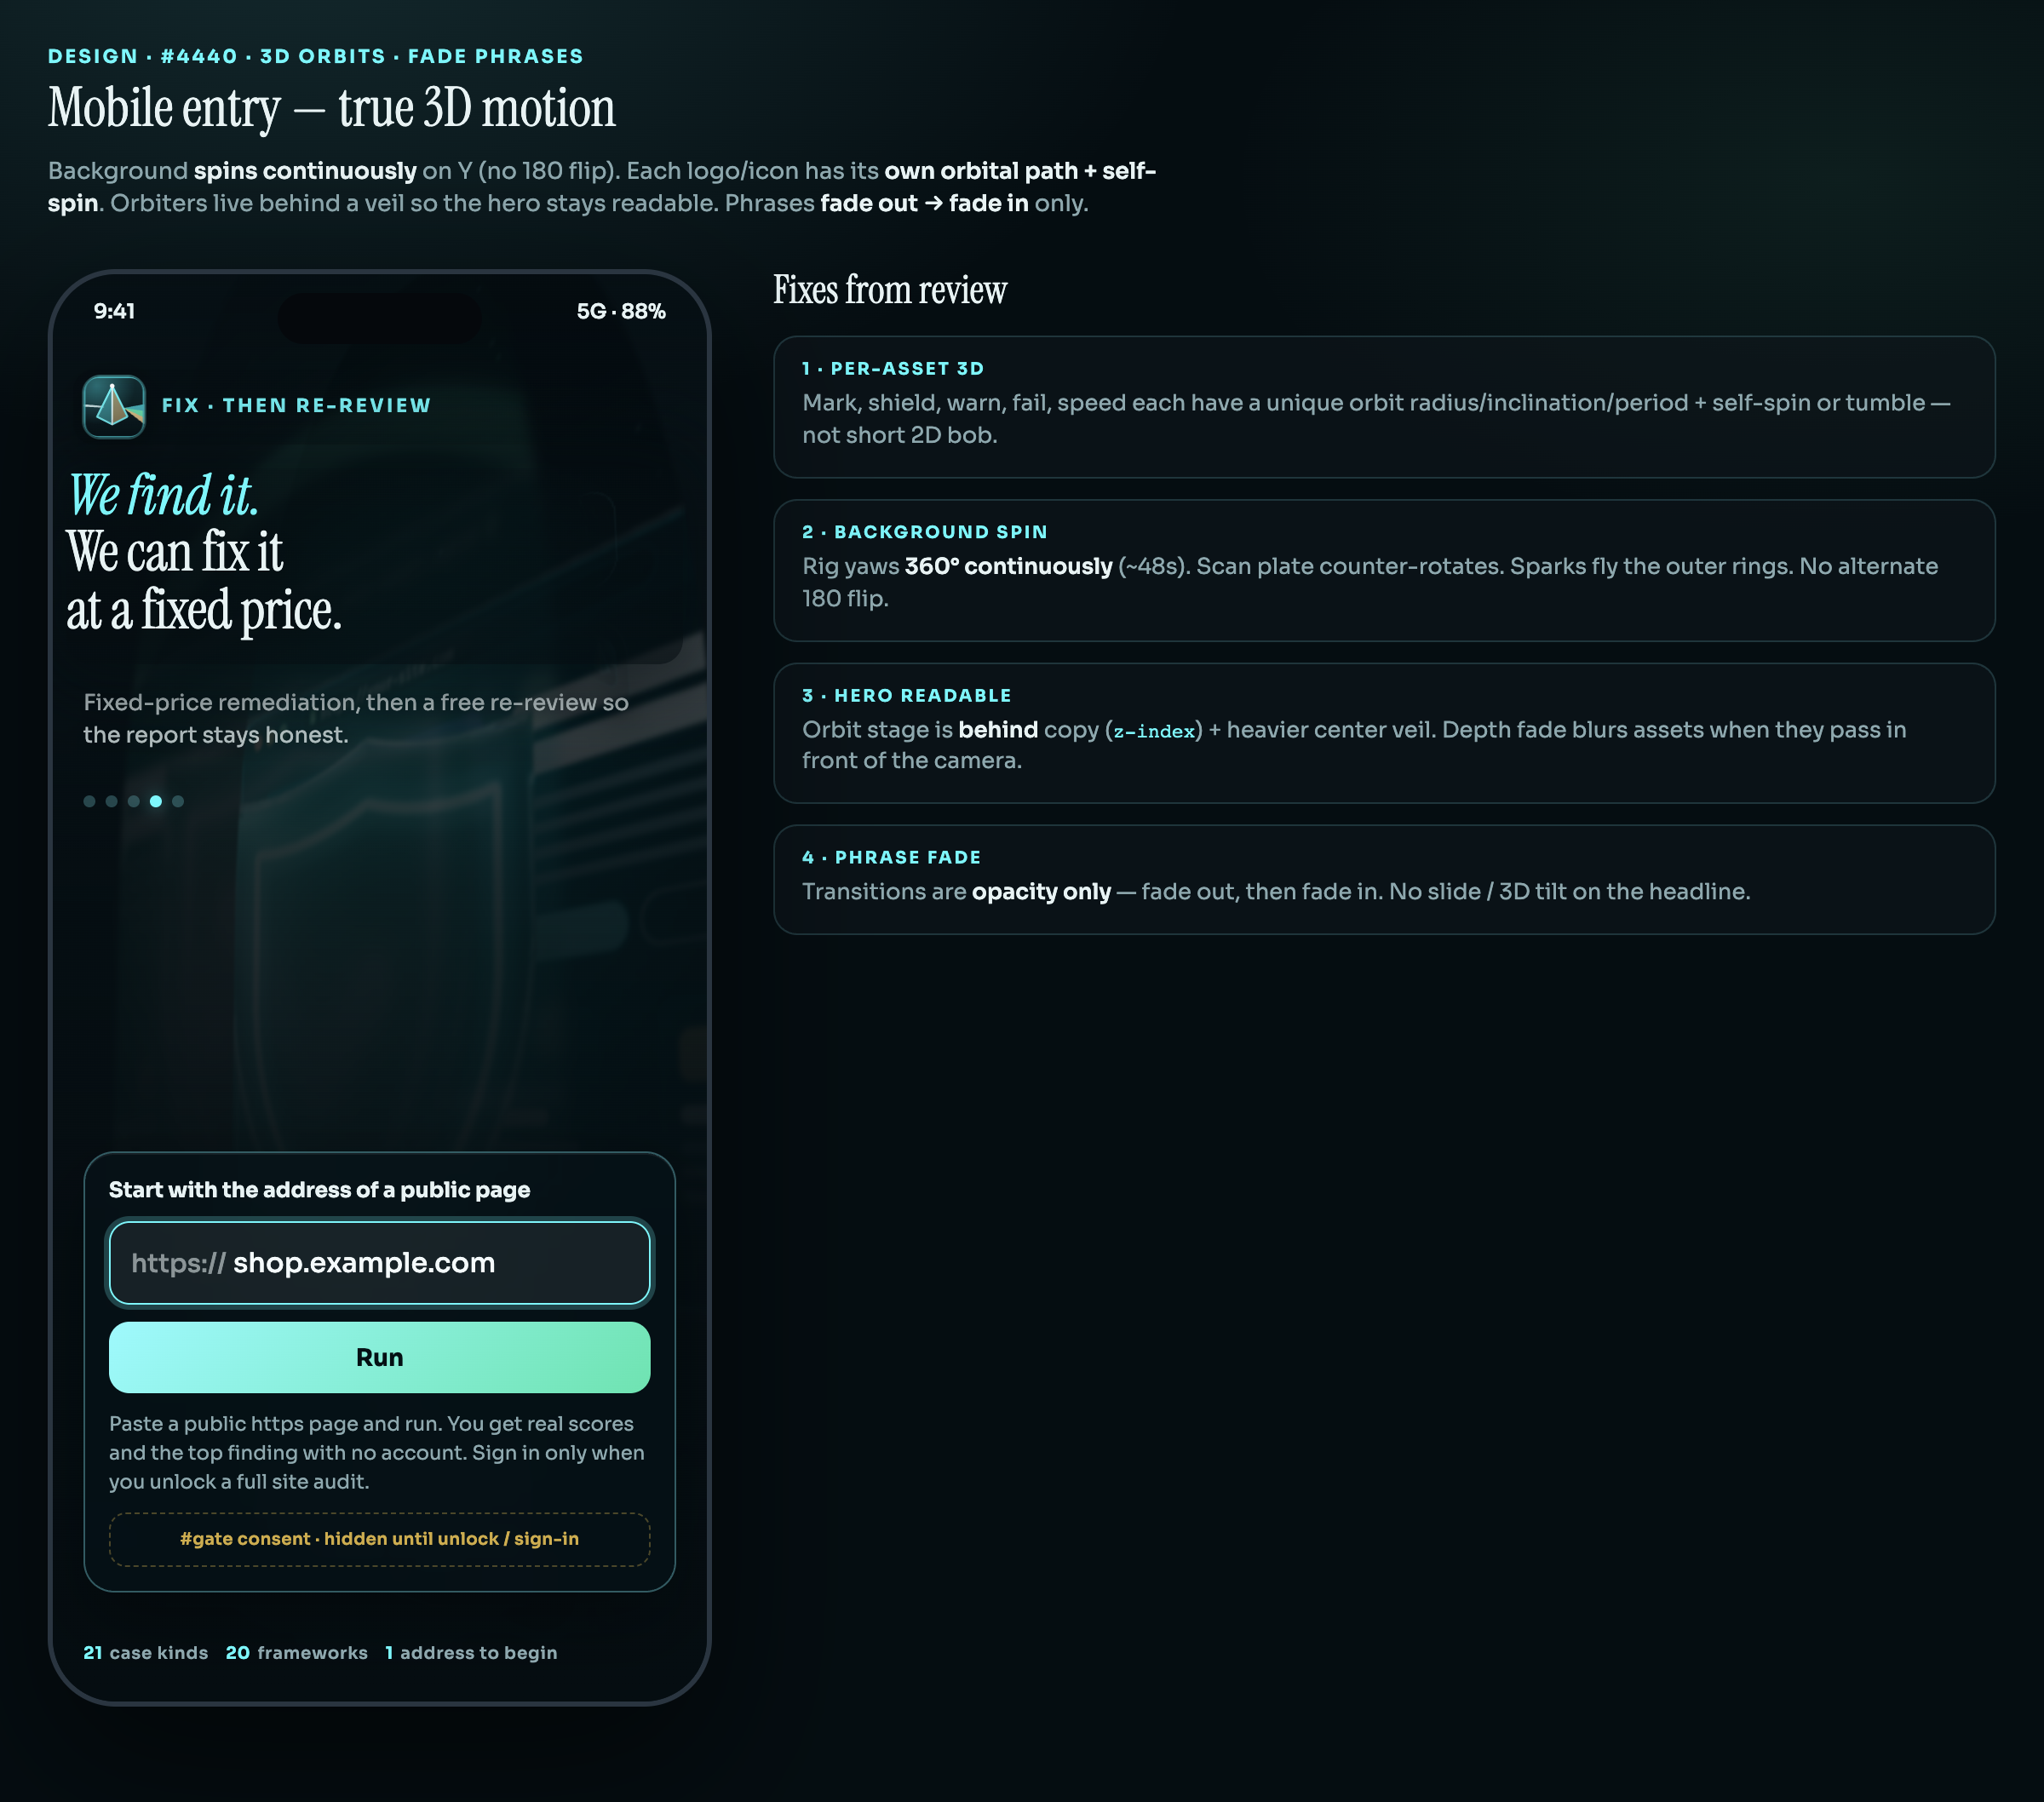 DESIGN · #4440 · 3D ORBITS · FADE PHRASES
Mobile entry — true 3D motion
Background spins continuously on Y (no 180 flip). Each logo/icon has its own orbital path + self-
spin. Orbiters live behind a veil so the hero stays readable. Phrases fade out → fade in only.
9:41
5G · 88%
FIX · THEN RE-REVIEW
We find it.
We can fix it
at a fixed price.
Fixed-price remediation, then a free re-review so
the report stays honest.
Start with the address of a public page
https:// shop.example.com
Run
Paste a public https page and run. You get real scores
and the top finding with no account. Sign in only when
you unlock a full site audit.
#gate consent · hidden until unlock / sign-in
21 case kinds 20 frameworks 1 address to begin
Fixes from review
1 · PER-ASSET 3D
Mark, shield, warn, fail, speed each have a unique orbit radius/inclination/period + self-spin or tumble —
not short 2D bob.
2 · BACKGROUND SPIN
Rig yaws 360° continuously (~48s). Scan plate counter-rotates. Sparks fly the outer rings. No alternate
180 flip.
3 · HERO READABLE
Orbit stage is behind copy (z-index) + heavier center veil. Depth fade blurs assets when they pass in
front of the camera.
4 · PHRASE FADE
Transitions are opacity only — fade out, then fade in. No slide / 3D tilt on the headline.